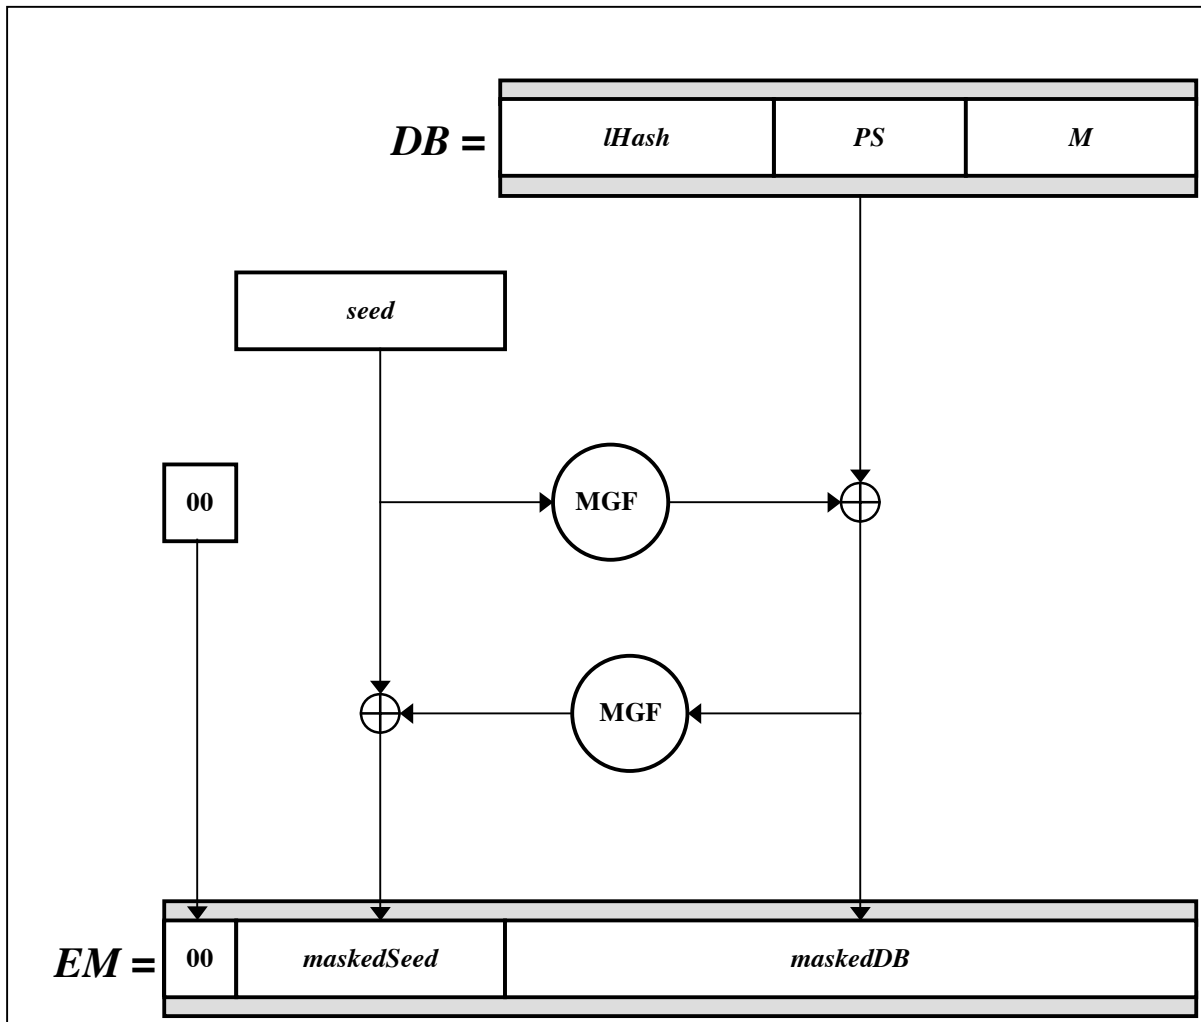 DB = lHash PS M
seed
00 MGF
MGF
EM = 00 maskedSeed maskedDB